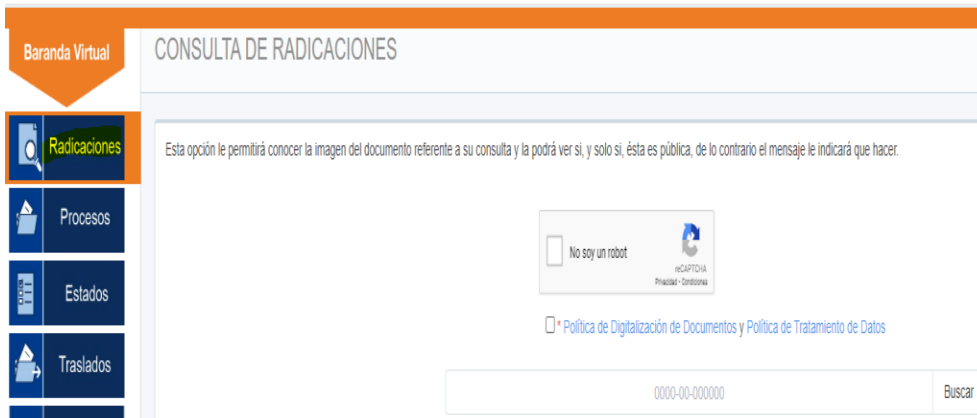 Baranda Virtual
CONSULTA DE RADICACIONES
Radicaciones
Esta opción le permitirá conocer la imagen del documento referente a su consulta y la podrá ver si, y solo si, ésta es pública, de lo contrario el mensaje le indicará que hacer.
Procesos
No soy un robot
reCAPTCHA
Privacidad - Condiciones
Estados
* Política de Digitalización de Documentos y Política de Tratamiento de Datos
Traslados
0000-00-000000
Buscar